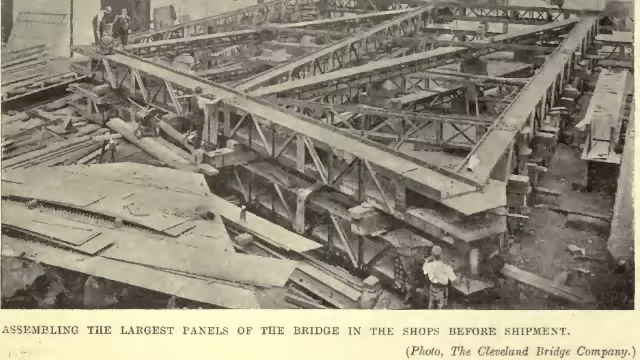 ASSEMBLING THE LARGEST PANELS OF THE BRIDGE IN THE SHOPS BEFORE SHIPMENT.
(Photo, The Cleveland Bridge Company.)